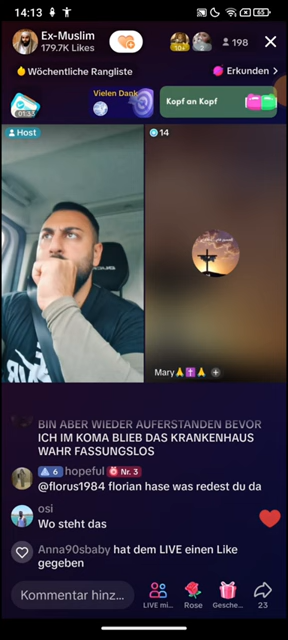 14:13
65
Ex-Muslim
179.7K Likes
198
Wöchentliche Rangliste
Erkunden
01:33
Vielen Dank
Kopf an Kopf
Host
14
Mary
BIN ABER WIEDER AUFERSTANDEN BEVOR
ICH IM KOMA BLIEB DAS KRANKENHAUS
WAHR FASSUNGSLOS
6 hopeful Nr. 3
@florus1984 florian hase was redest du da
osi
Wo steht das
Anna90sbaby hat dem LIVE einen Like
gegeben
Kommentar hinz...
LIVE mi...
Rose
Gesche...
23